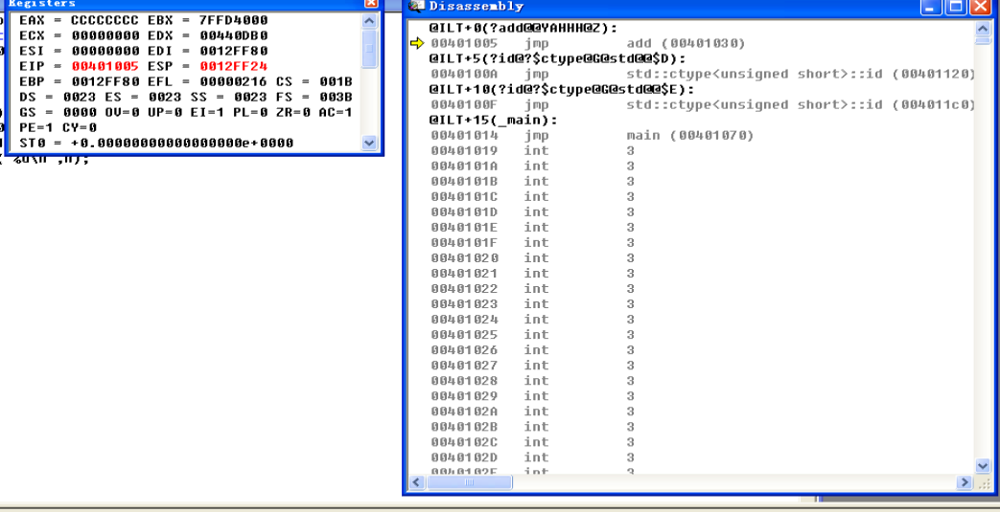 Registers
EAX = CCCCCCCC EBX = 7FFD4000
ECX = 00000000 EDX = 00440DB0
ESI = 00000000 EDI = 0012FF80
EIP = 00401005 ESP = 0012FF24
EBP = 0012FF80 EFL = 00000216 CS = 001B
DS = 0023 ES = 0023 SS = 0023 FS = 003B
GS = 0000 OV=0 UP=0 EI=1 PL=0 ZR=0 AC=1
PE=1 CY=0
ST0 = +0.00000000000000000e+0000
Disassembly
@ILT+0(?add@@YAHHH@Z):
00401005 jmp add (00401030)
@ILT+5(?id@?$ctype@G@std@@$D):
0040100A jmp std::ctype<unsigned short>::id (00401120)
@ILT+10(?id@?$ctype@G@std@@$E):
0040100F jmp std::ctype<unsigned short>::id (004011c0)
@ILT+15(_main):
00401014 jmp main (00401070)
00401019 int 3
0040101A int 3
0040101B int 3
0040101C int 3
0040101D int 3
0040101E int 3
0040101F int 3
00401020 int 3
00401021 int 3
00401022 int 3
00401023 int 3
00401024 int 3
00401025 int 3
00401026 int 3
00401027 int 3
00401028 int 3
00401029 int 3
0040102A int 3
0040102B int 3
0040102C int 3
0040102D int 3
0040102E int 3